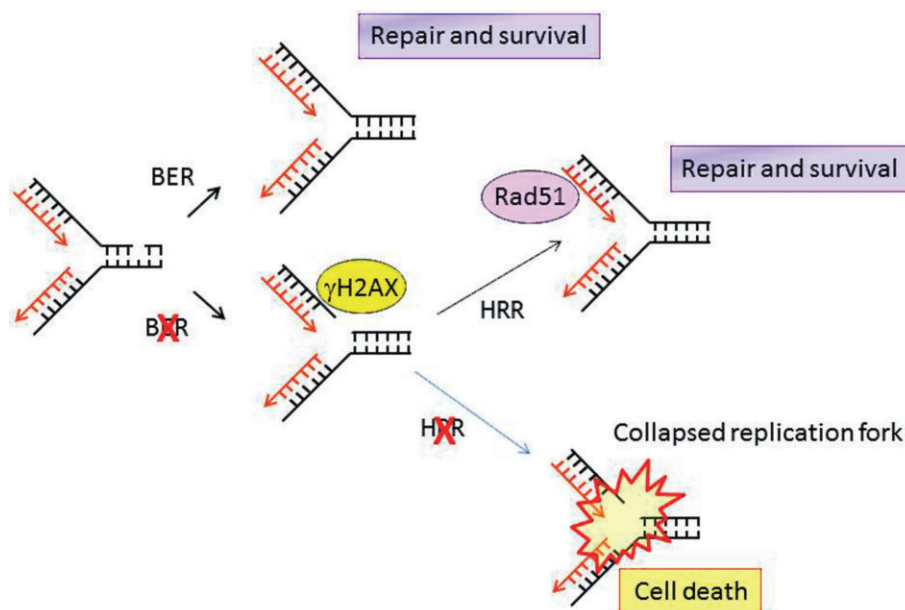 Repair and survival
BER
Repair and survival
Rad51
γH2AX
BER
HRR
HRR
Collapsed replication fork
Cell death